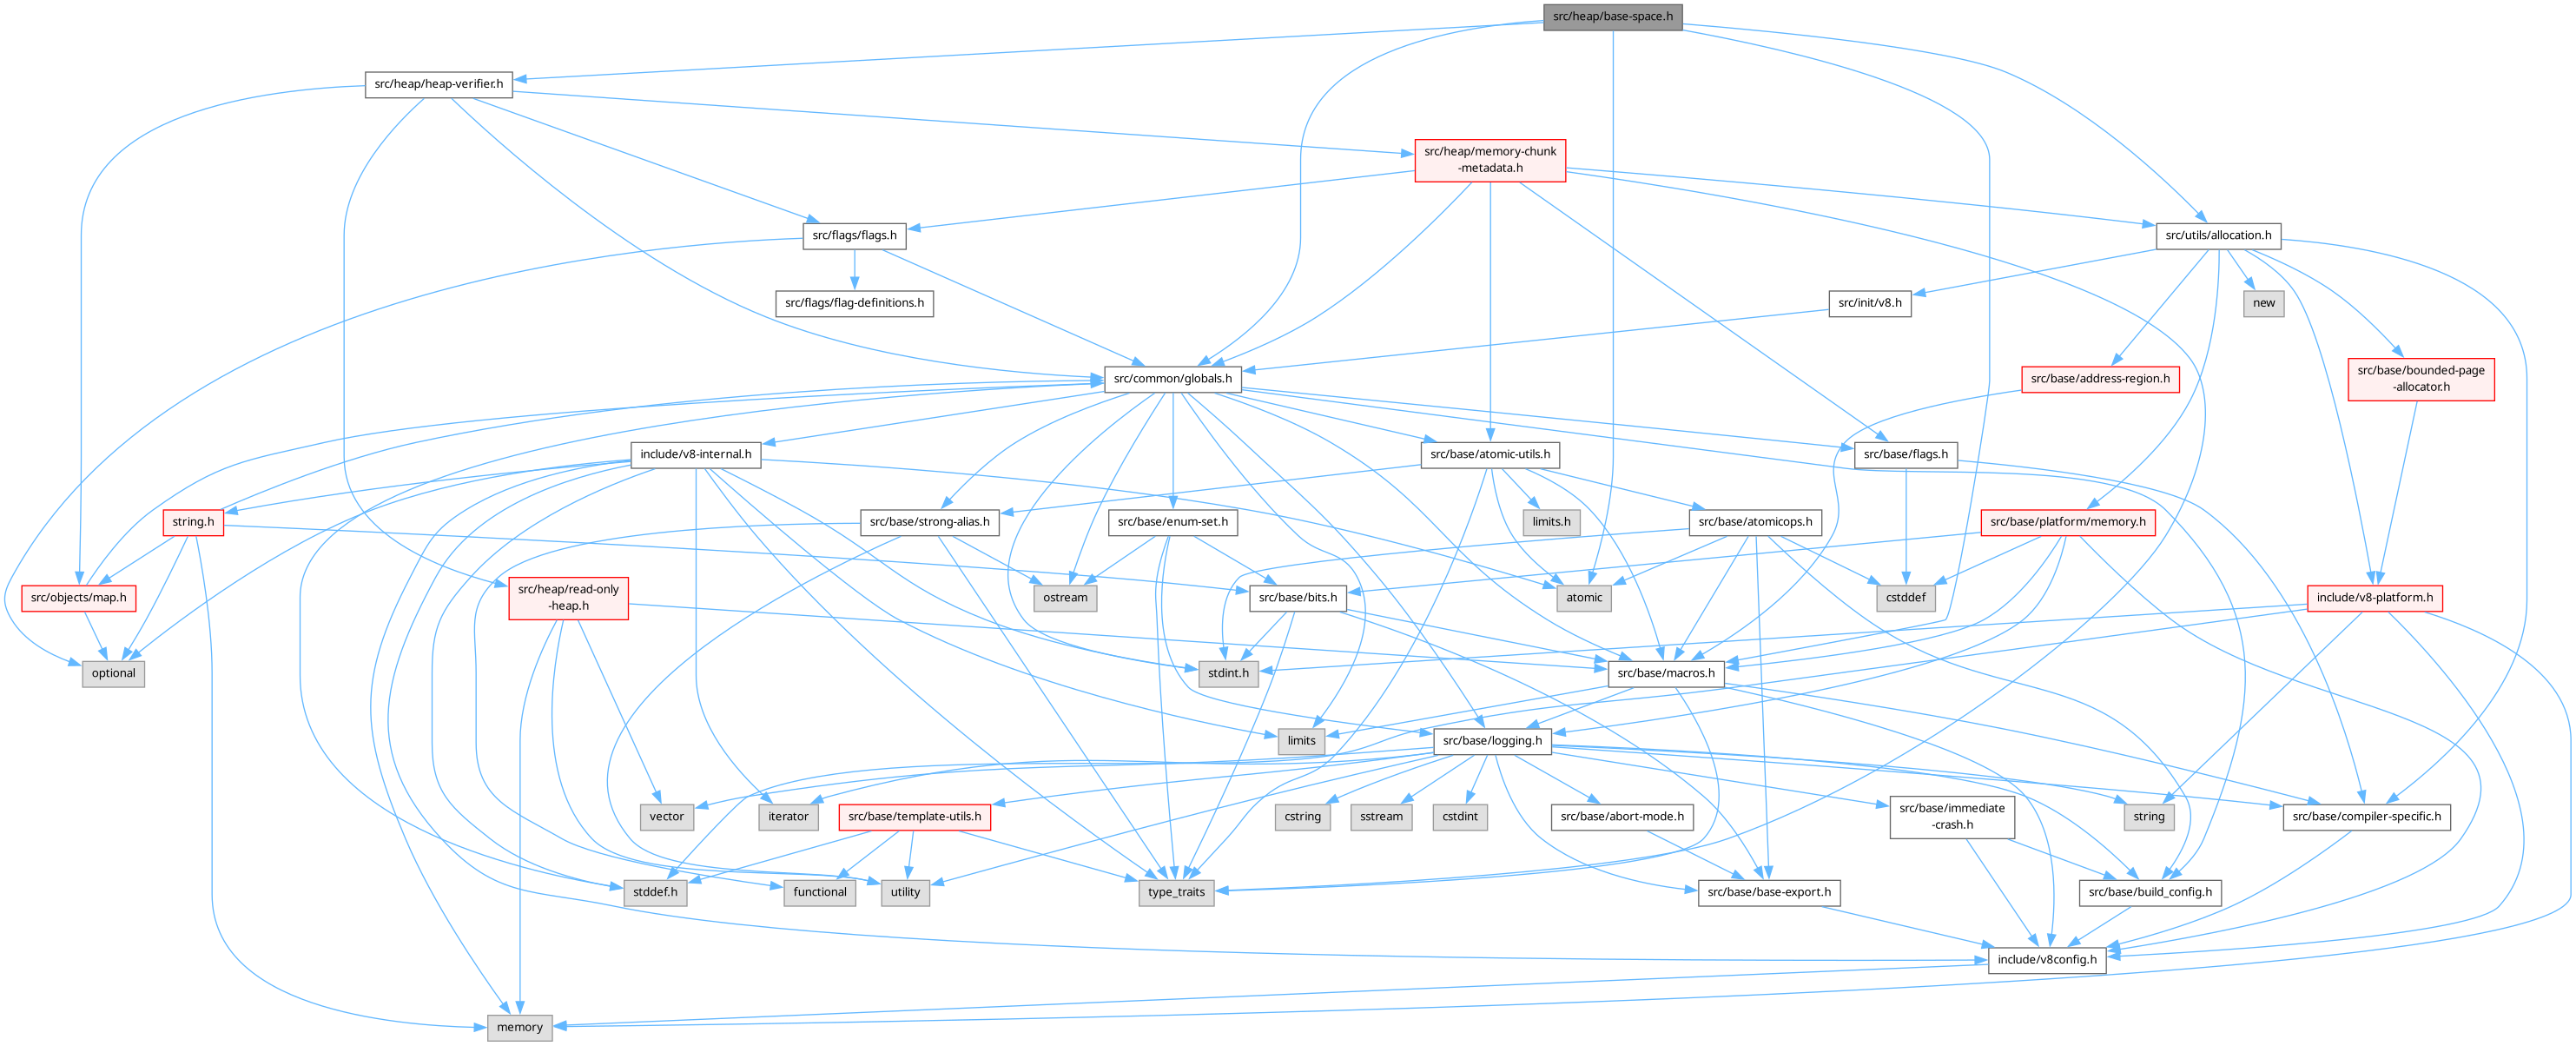 src/heap/base-space.h
src/heap/heap-verifier.h
src/heap/memory-chunk
-metadata.h
src/flags/flags.h
src/utils/allocation.h
src/flags/flag-definitions.h
src/init/v8.h
new
src/common/globals.h
src/base/address-region.h
src/base/bounded-page
-allocator.h
include/v8-internal.h
src/base/atomic-utils.h
src/base/flags.h
string.h
src/base/strong-alias.h
src/base/enum-set.h
limits.h
src/base/atomicops.h
src/base/platform/memory.h
src/objects/map.h
src/heap/read-only
-heap.h
ostream
src/base/bits.h
atomic
cstddef
include/v8-platform.h
optional
stdint.h
src/base/macros.h
limits
src/base/logging.h
vector
iterator
src/base/template-utils.h
cstring
sstream
cstdint
src/base/abort-mode.h
src/base/immediate
-crash.h
string
src/base/compiler-specific.h
stddef.h
functional
utility
type_traits
src/base/base-export.h
src/base/build_config.h
include/v8config.h
memory